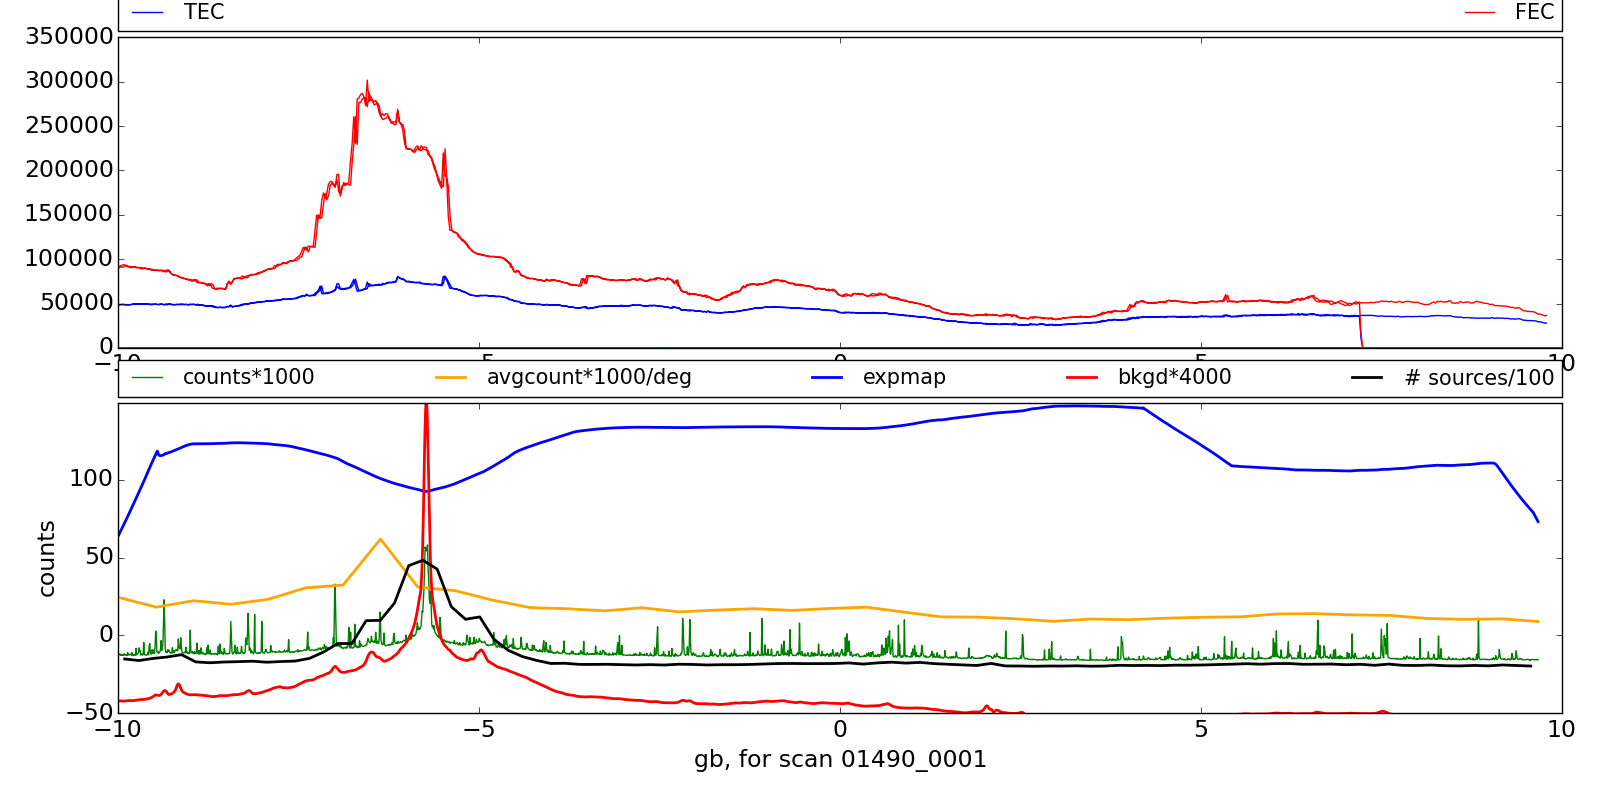 TEC FEC
350000
300000
250000
200000
150000
100000
50000
0
−10 −5 0 5 10
counts*1000 avgcount*1000/deg expmap bkgd*4000 # sources/100
100
50
0
−50
counts
−10 −5 0 5 10
gb, for scan 01490_0001